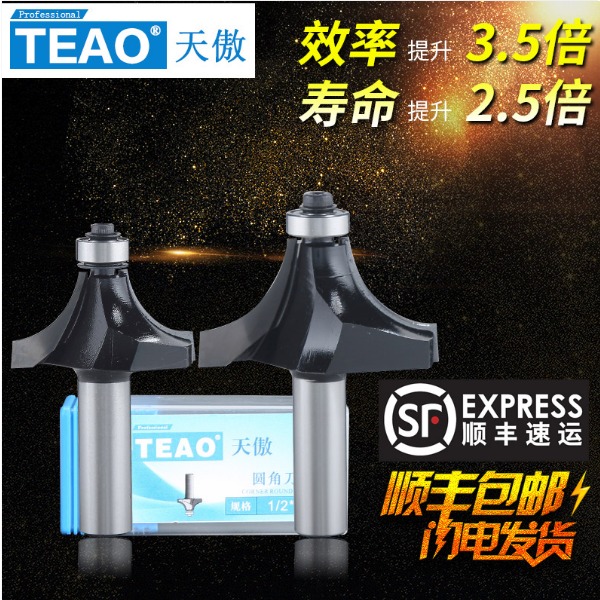 Professional
TEAO® 天傲
效率 提升 3.5倍
寿命 提升 2.5倍
Professional
TEAO® 天傲
圆角刀
规格 1/2*
SF EXPRESS
顺丰速运
顺丰包邮
闪电发货